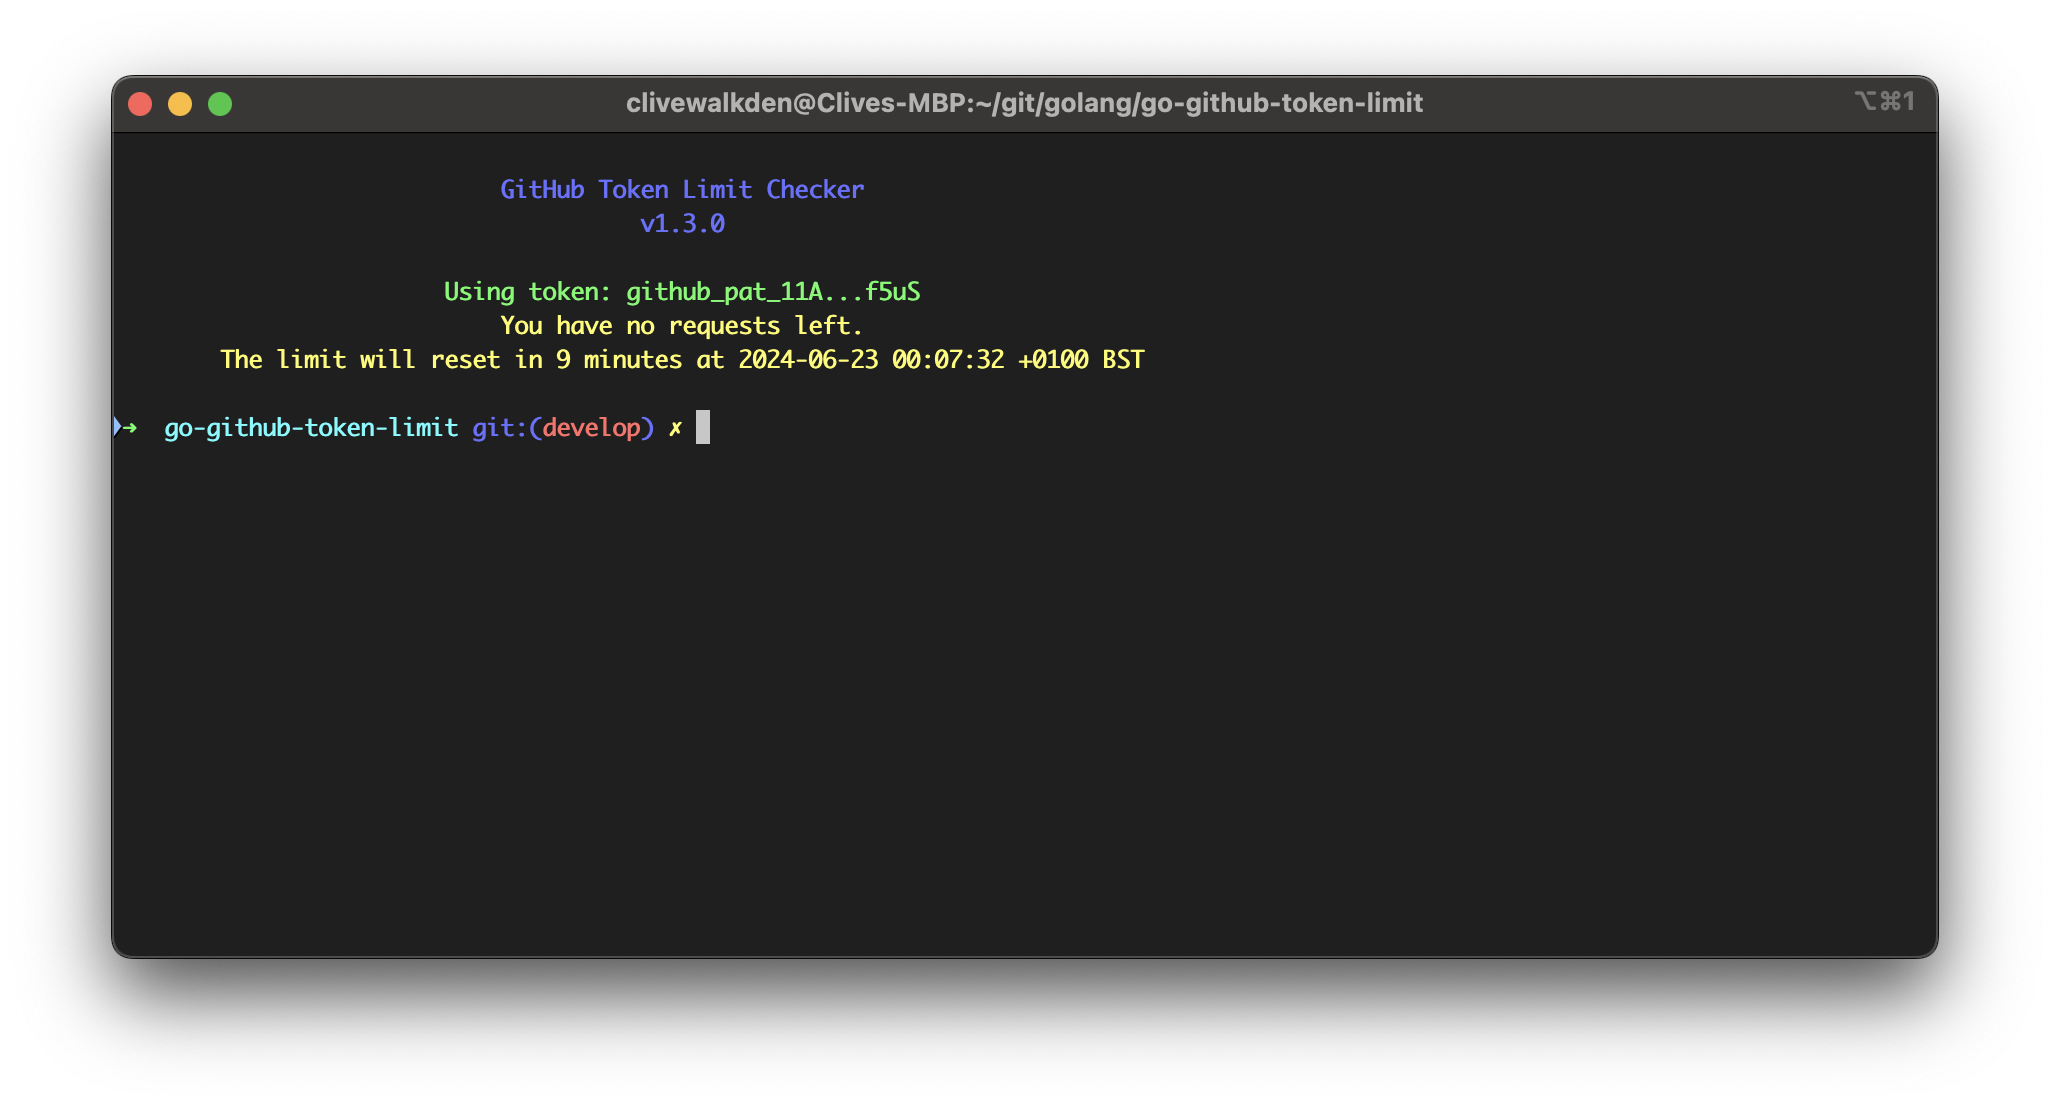 clivewalkden@Clives-MBP:~/git/golang/go-github-token-limit
⌥⌘1
GitHub Token Limit Checker
v1.3.0
Using token: github_pat_11A...f5uS
You have no requests left.
The limit will reset in 9 minutes at 2024-06-23 00:07:32 +0100 BST
➜  go-github-token-limit git:(develop) ✗